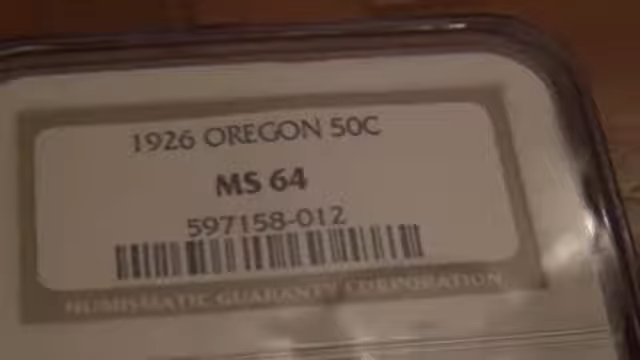 1926 OREGON 50C
MS 64
597158-012
NUMISMATIC GUARANTY CORPORATION